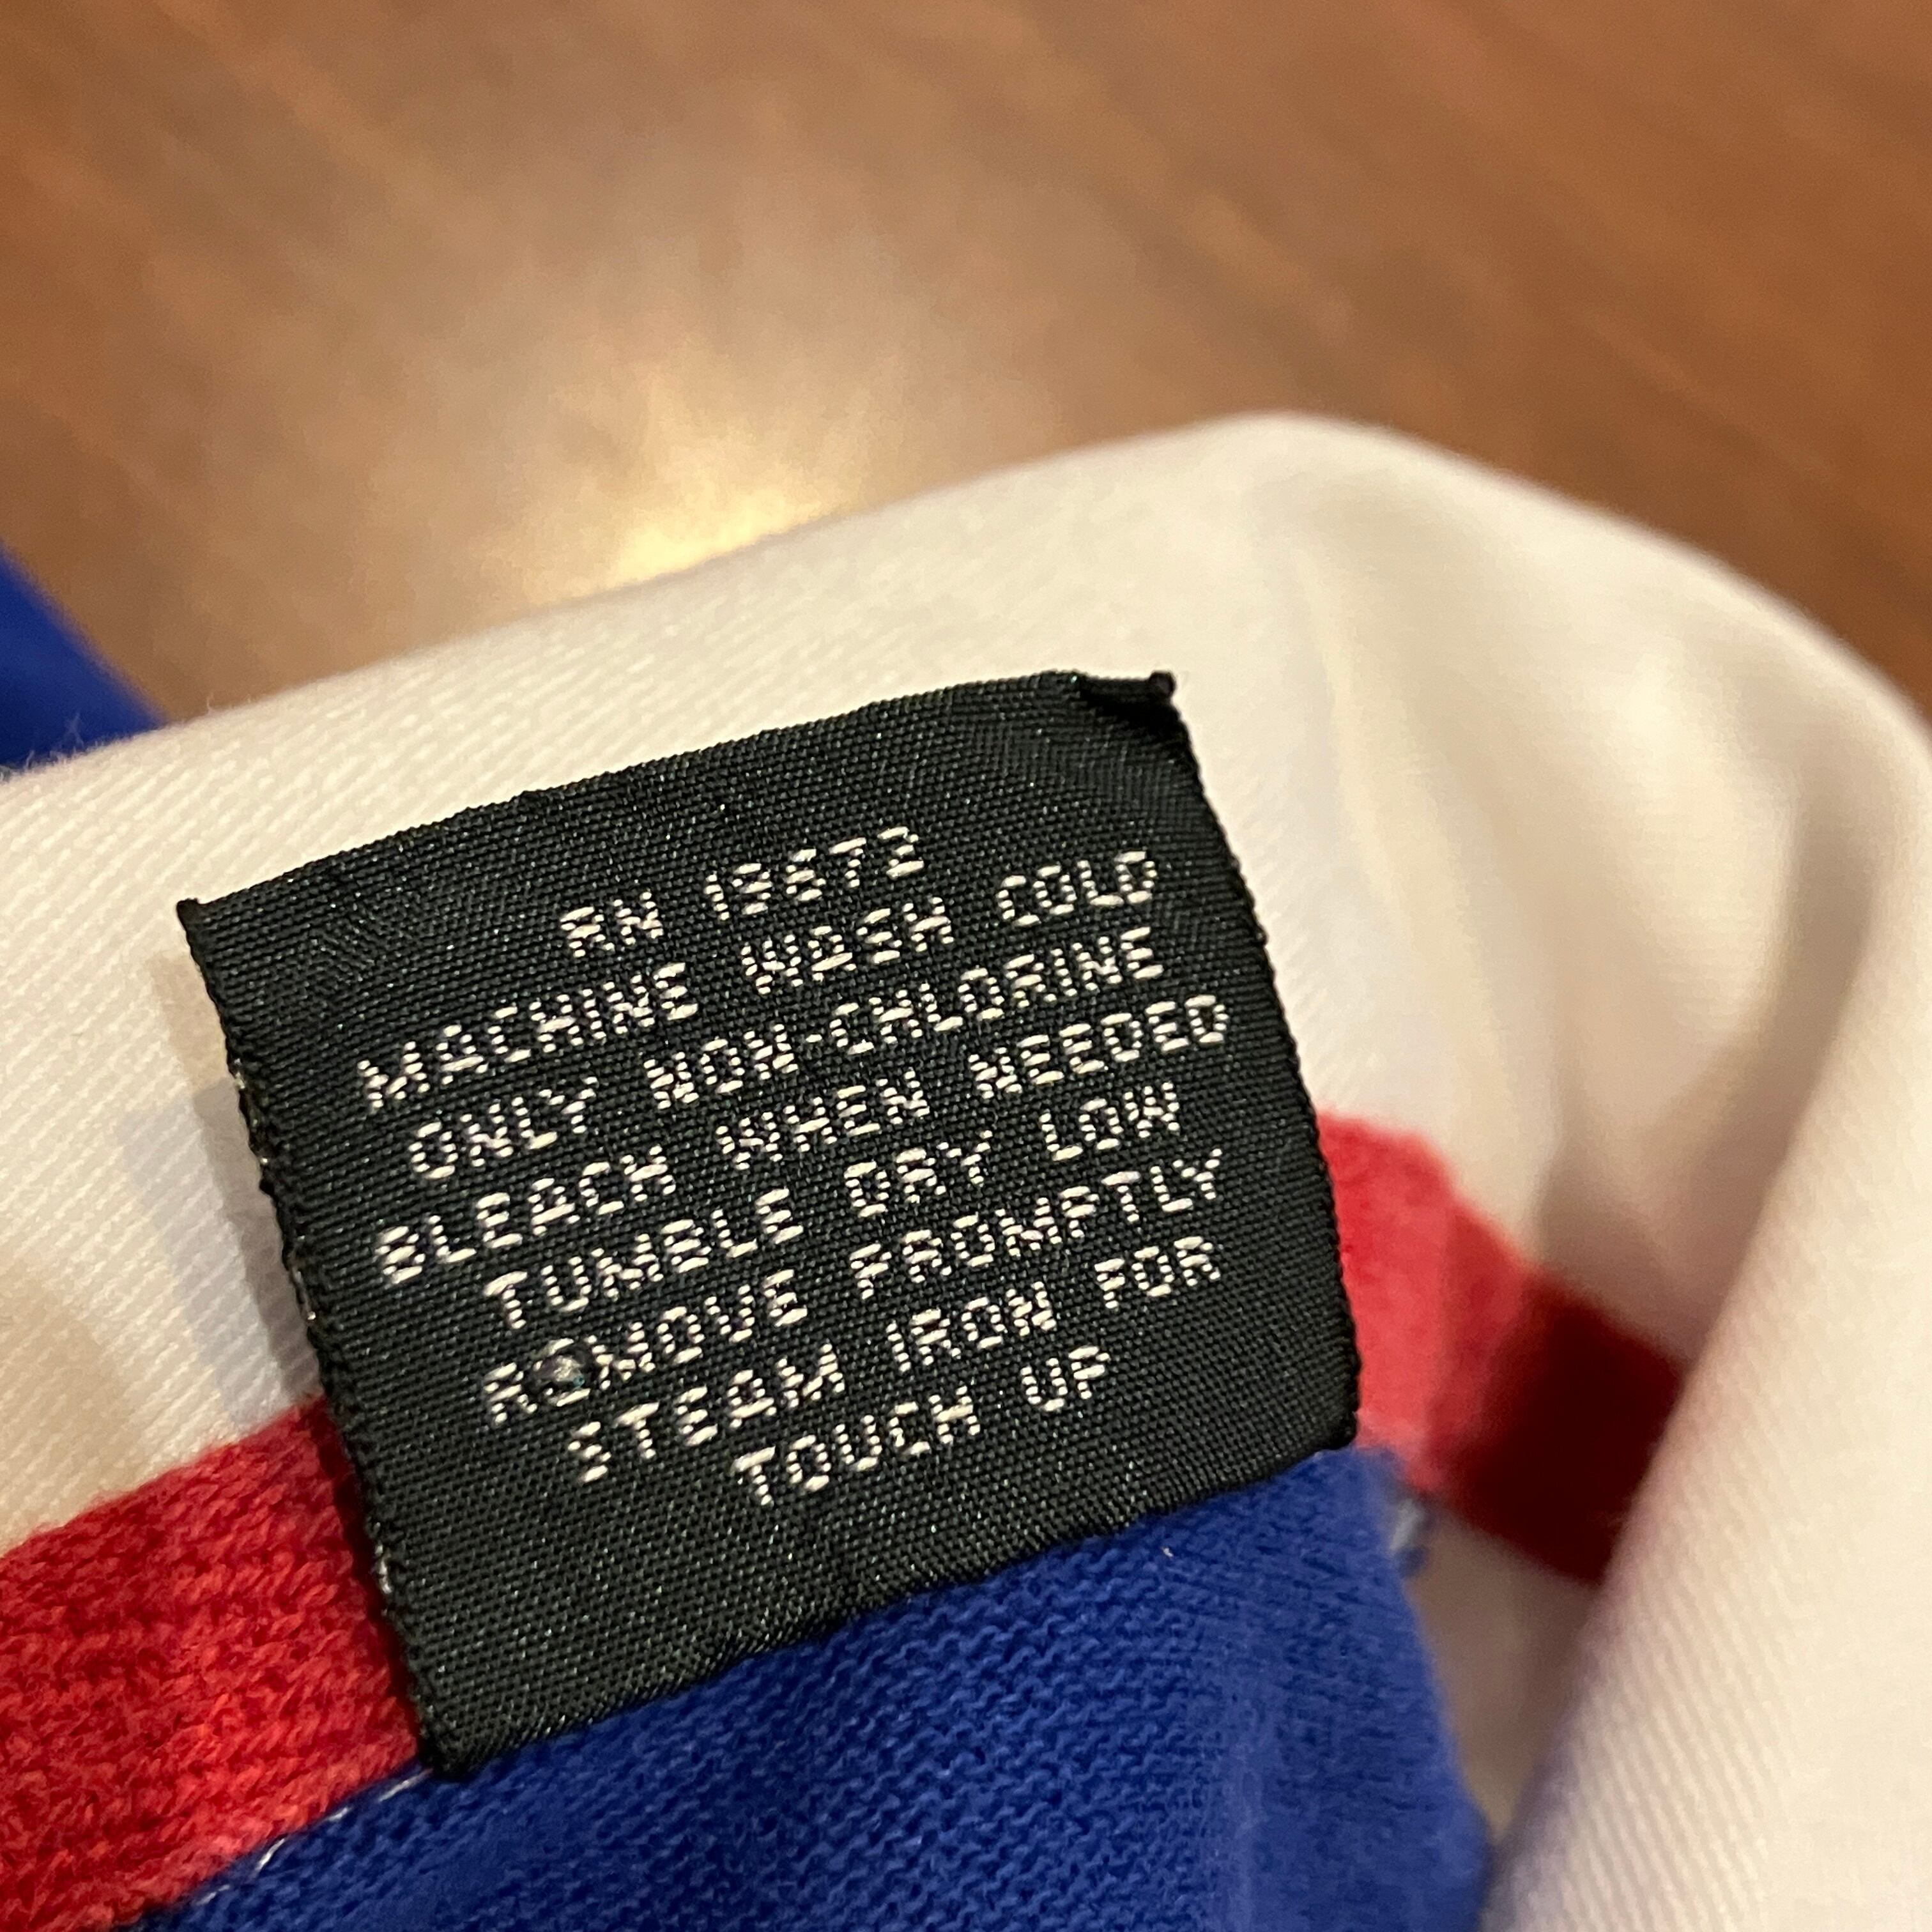 RN 19673
MACHINE WASH COLD
ONLY NON-CHLORINE
BLEACH WHEN NEEDED
TUMBLE DRY LOW
REMOVE PROMPTLY
STEAM IRON FOR
TOUCH UP